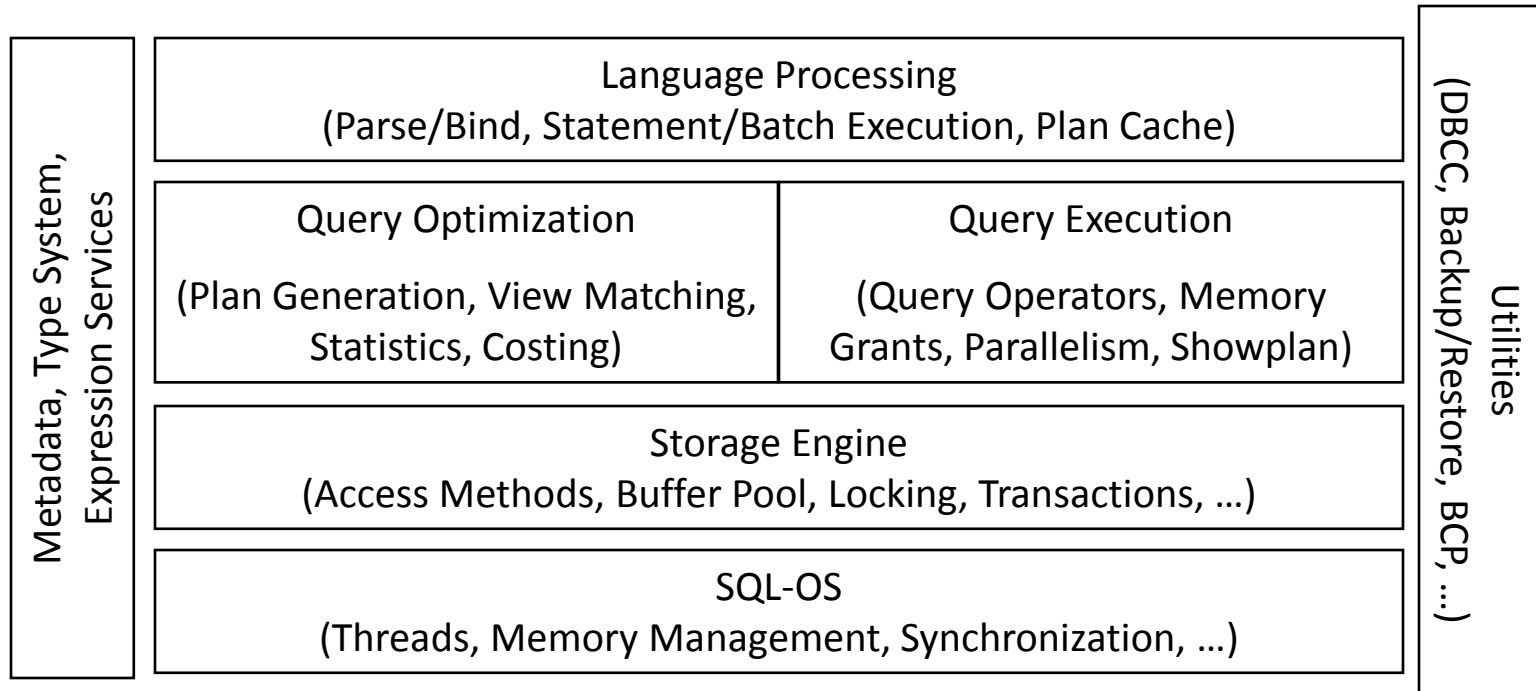 Metadata, Type System,
Expression Services
Language Processing
(Parse/Bind, Statement/Batch Execution, Plan Cache)
Query Optimization
(Plan Generation, View Matching,
Statistics, Costing)
Query Execution
(Query Operators, Memory
Grants, Parallelism, Showplan)
Storage Engine
(Access Methods, Buffer Pool, Locking, Transactions, …)
SQL-OS
(Threads, Memory Management, Synchronization, …)
Utilities
(DBCC, Backup/Restore, BCP, …)